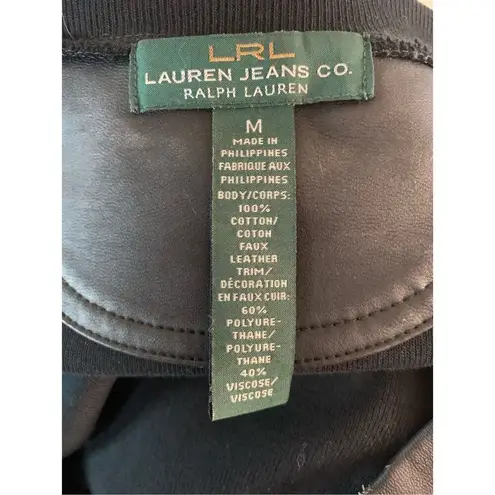 LRL
LAUREN JEANS CO.
RALPH LAUREN
M
MADE IN
PHILIPPINES
FABRIQUE AUX
PHILIPPINES
BODY/CORPS:
100%
COTTON/
COTON
FAUX
LEATHER
TRIM/
DÉCORATION
EN FAUX CUIR:
60%
POLYURE-
THANE/
POLYURE-
THANE
40%
VISCOSE/
VISCOSE